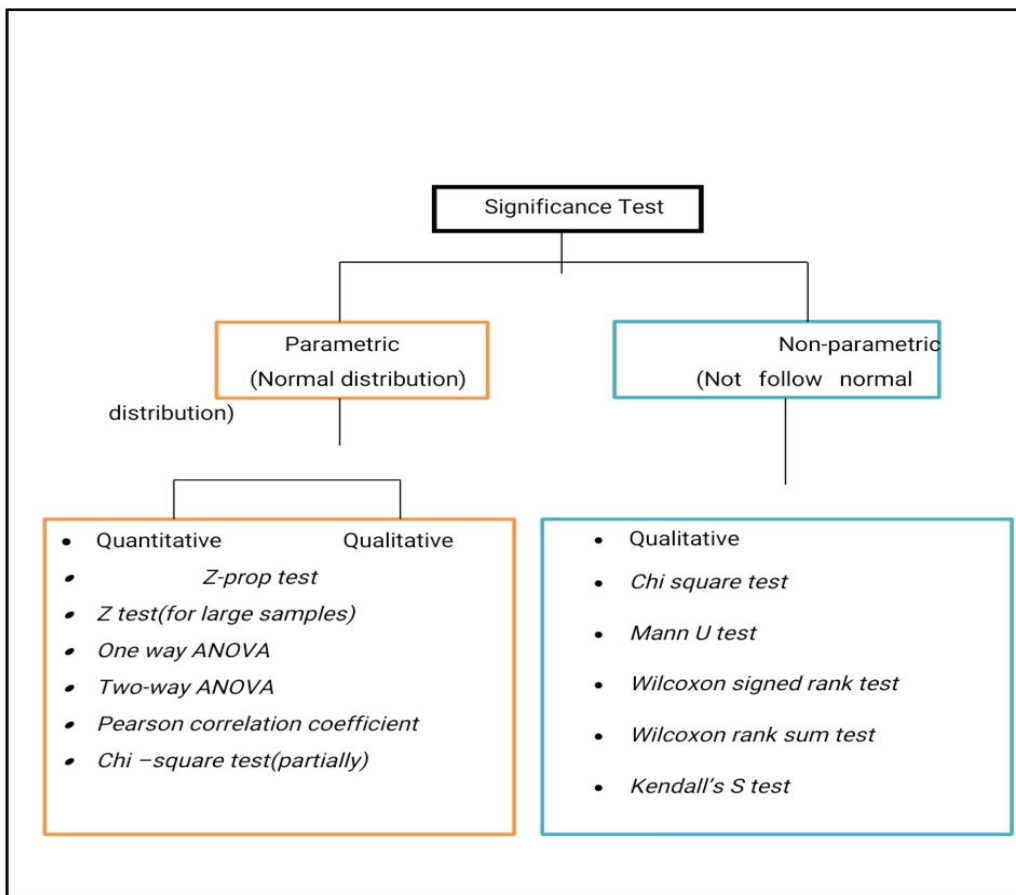 Significance Test
Parametric
(Normal distribution)
Non-parametric
(Not follow normal
distribution)
• Quantitative Qualitative
• Z-prop test
• Z test(for large samples)
• One way ANOVA
• Two-way ANOVA
• Pearson correlation coefficient
• Chi –square test(partially)
• Qualitative
• Chi square test
• Mann U test
• Wilcoxon signed rank test
• Wilcoxon rank sum test
• Kendall's S test